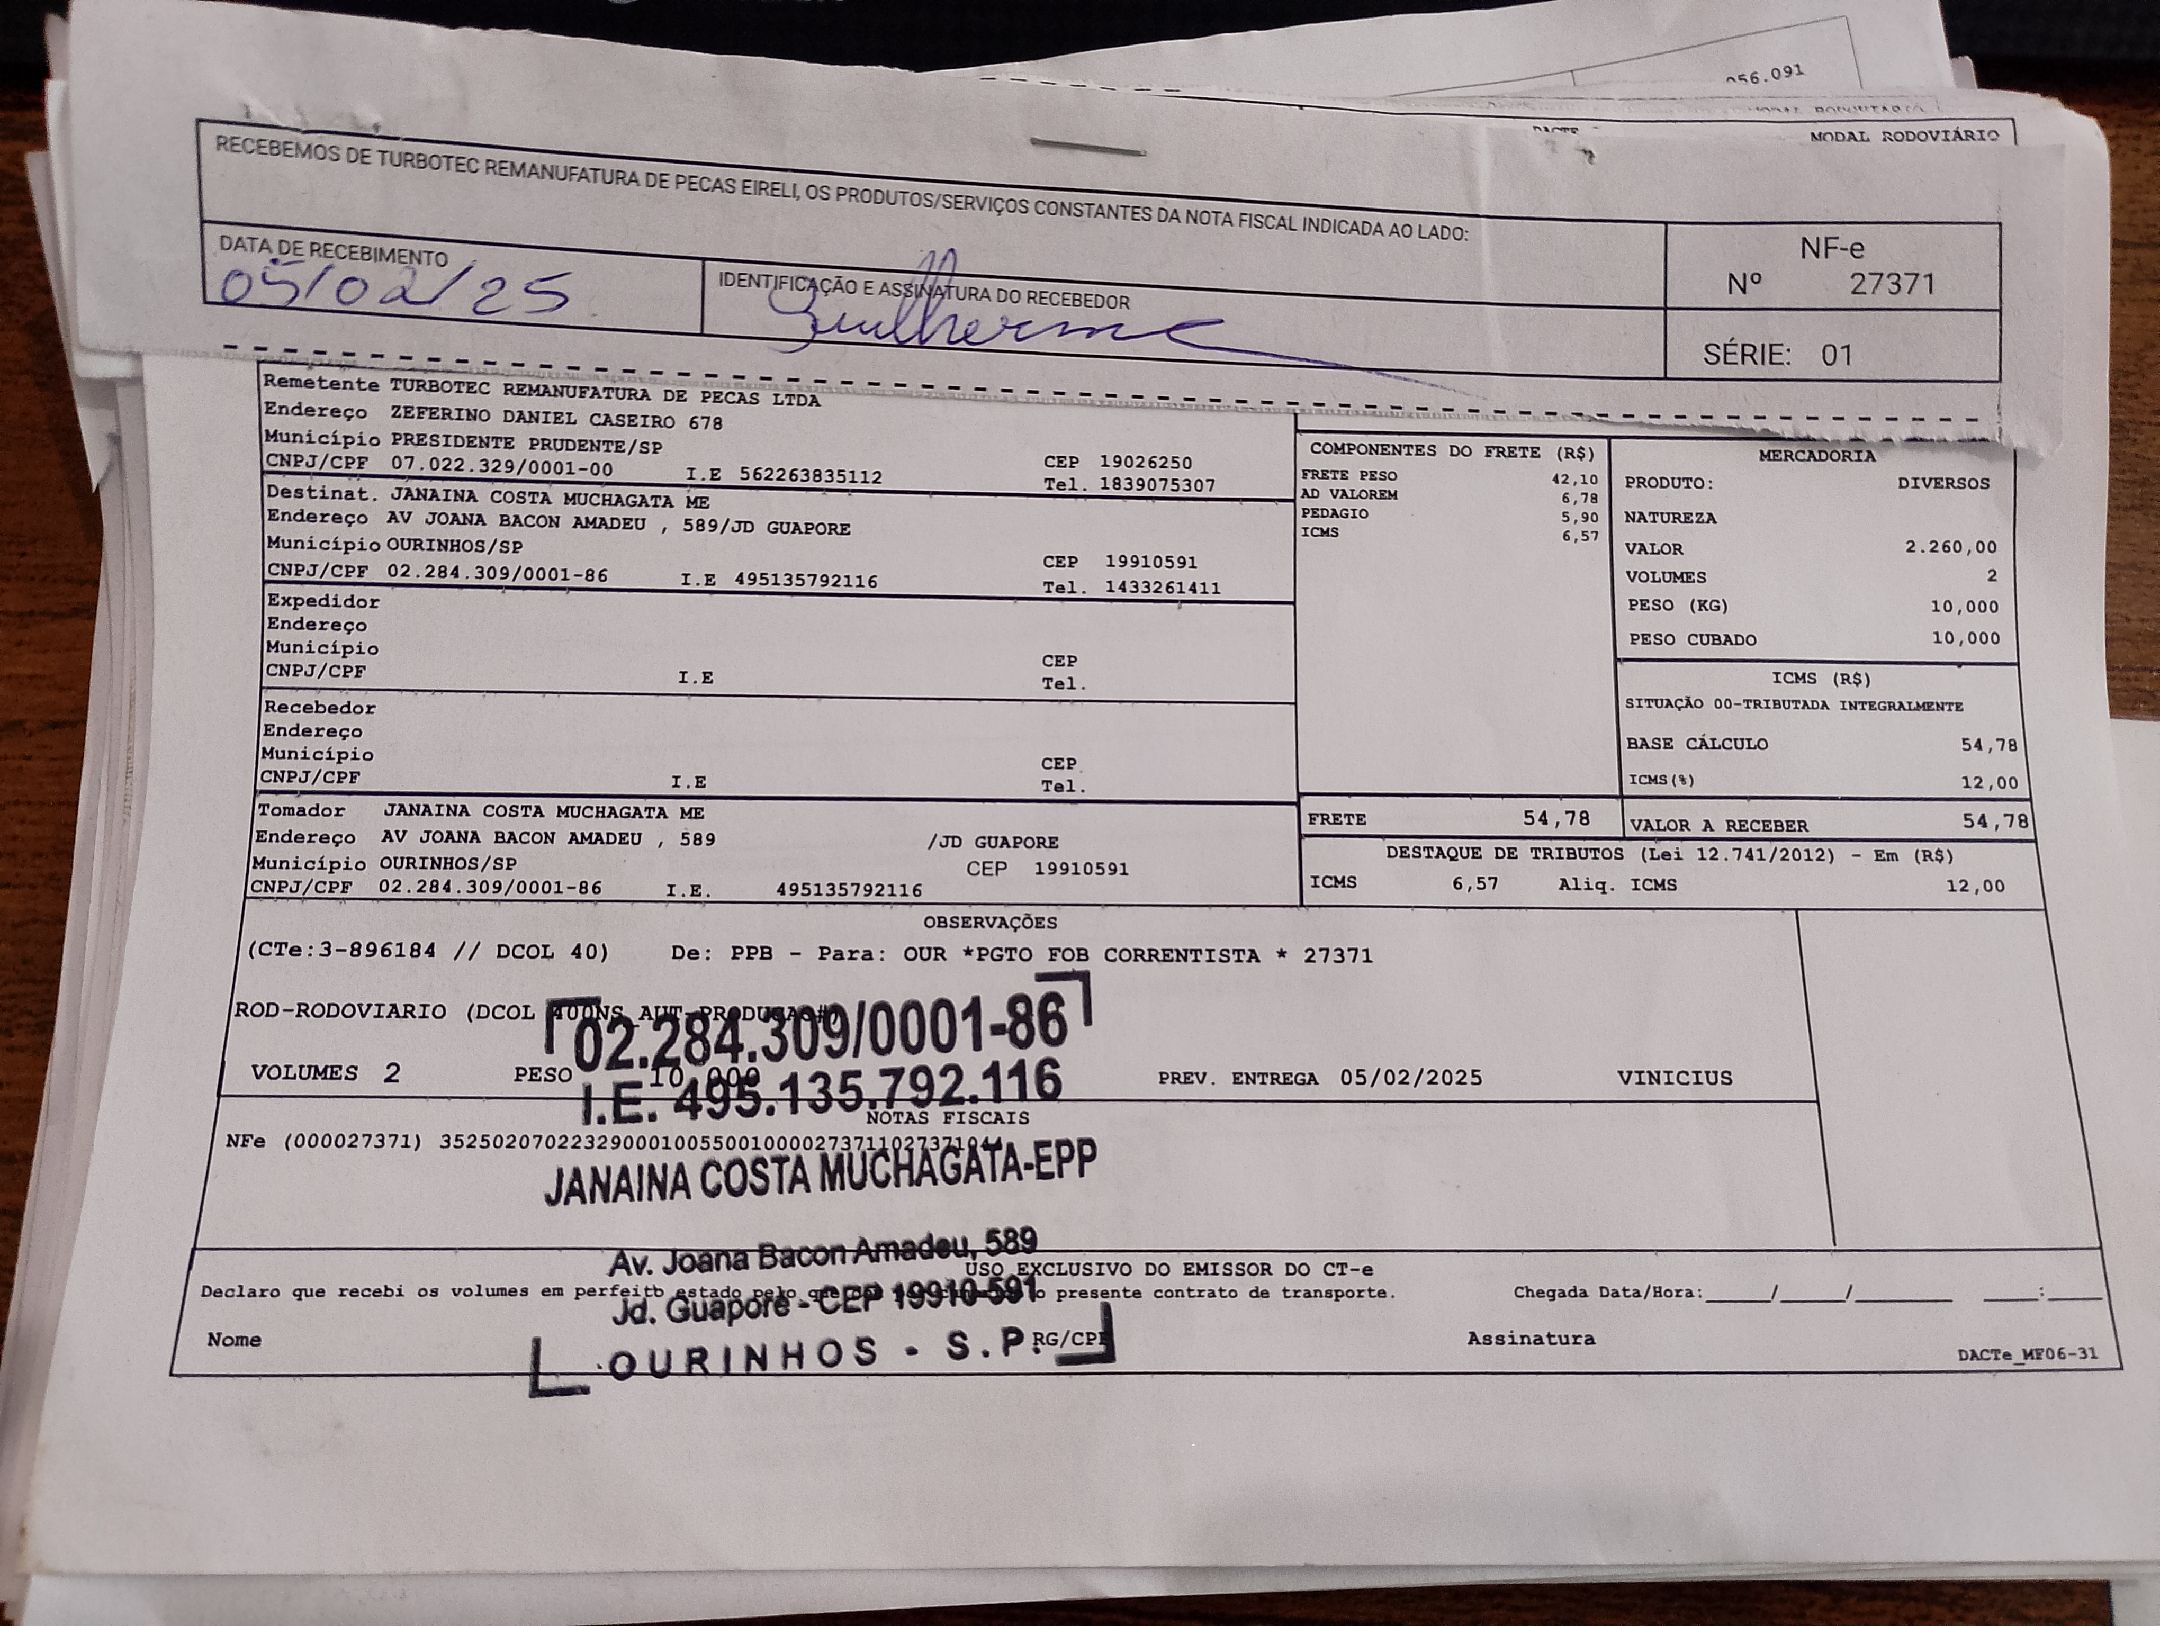 056.091
MODAL RODOVIÁRIO
RECEBEMOS DE TURBOTEC REMANUFATURA DE PECAS EIRELI, OS PRODUTOS/SERVIÇOS CONSTANTES DA NOTA FISCAL INDICADA AO LADO:
DATA DE RECEBIMENTO
05/02/25
IDENTIFICAÇÃO E ASSINATURA DO RECEBEDOR
Guilherme
NF-e
Nº 27371
SÉRIE: 01
Remetente TURBOTEC REMANUFATURA DE PECAS LTDA
Endereço ZEFERINO DANIEL CASEIRO 678
Município PRESIDENTE PRUDENTE/SP
CEP 19026250
CNPJ/CPF 07.022.329/0001-00 I.E 562263835112 Tel. 1839075307
Destinat. JANAINA COSTA MUCHAGATA ME
Endereço AV JOANA BACON AMADEU , 589/JD GUAPORE
Município OURINHOS/SP CEP 19910591
CNPJ/CPF 02.284.309/0001-86 I.E 495135792116 Tel. 1433261411
Expedidor
Endereço
Município CEP
CNPJ/CPF I.E Tel.
Recebedor
Endereço
Município CEP
CNPJ/CPF I.E Tel.
Tomador JANAINA COSTA MUCHAGATA ME
Endereço AV JOANA BACON AMADEU , 589 /JD GUAPORE
Município OURINHOS/SP CEP 19910591
CNPJ/CPF 02.284.309/0001-86 I.E. 495135792116
COMPONENTES DO FRETE (R$)
FRETE PESO 42,10
AD VALOREM 6,78
PEDAGIO 5,90
ICMS 6,57
MERCADORIA
PRODUTO: DIVERSOS
NATUREZA
VALOR 2.260,00
VOLUMES 2
PESO (KG) 10,000
PESO CUBADO 10,000
ICMS (R$)
SITUAÇÃO 00-TRIBUTADA INTEGRALMENTE
BASE CÁLCULO 54,78
ICMS(%) 12,00
FRETE 54,78 VALOR A RECEBER 54,78
DESTAQUE DE TRIBUTOS (Lei 12.741/2012) - Em (R$)
ICMS 6,57 Aliq. ICMS 12,00
OBSERVAÇÕES
(CTe:3-896184 // DCOL 40) De: PPB - Para: OUR *PGTO FOB CORRENTISTA * 27371
ROD-RODOVIARIO (DCOL
VOLUMES 2 PESO 10,000 PREV. ENTREGA 05/02/2025 VINICIUS
NOTAS FISCAIS
NFe (000027371)
02.284.309/0001-86
I.E. 495.135.792.116
JANAINA COSTA MUCHAGATA-EPP
Av. Joana Bacon Amadeu, 589
Jd. Guaporé - CEP 19910-591
OURINHOS - S.P.
USO EXCLUSIVO DO EMISSOR DO CT-e
Declaro que recebi os volumes em perfeito estado pelo que o presente contrato de transporte. Chegada Data/Hora:_____/_____/_______ ____:_____
Nome RG/CPF Assinatura
DACTe_MF06-31